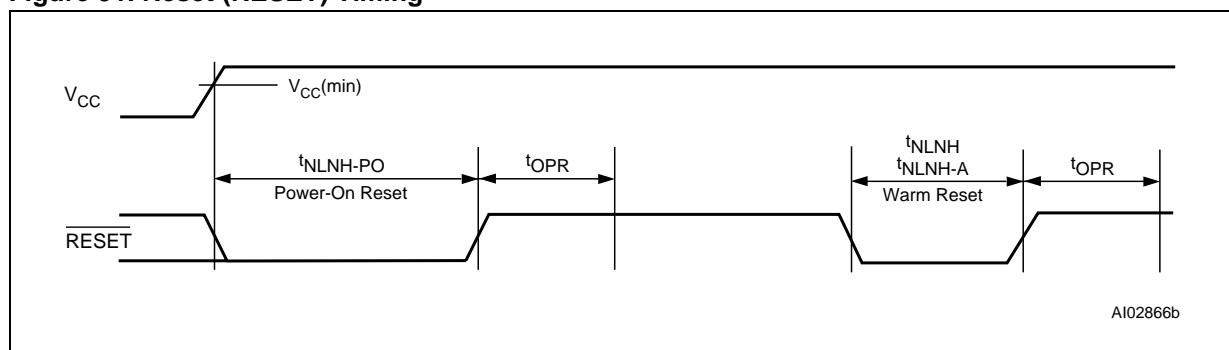 Figure Reset (RESET) Timing
VCC
VCC(min)
tNLNH-PO
Power-On Reset
tOPR
tNLNH
tNLNH-A
Warm Reset
tOPR
RESET
AI02866b